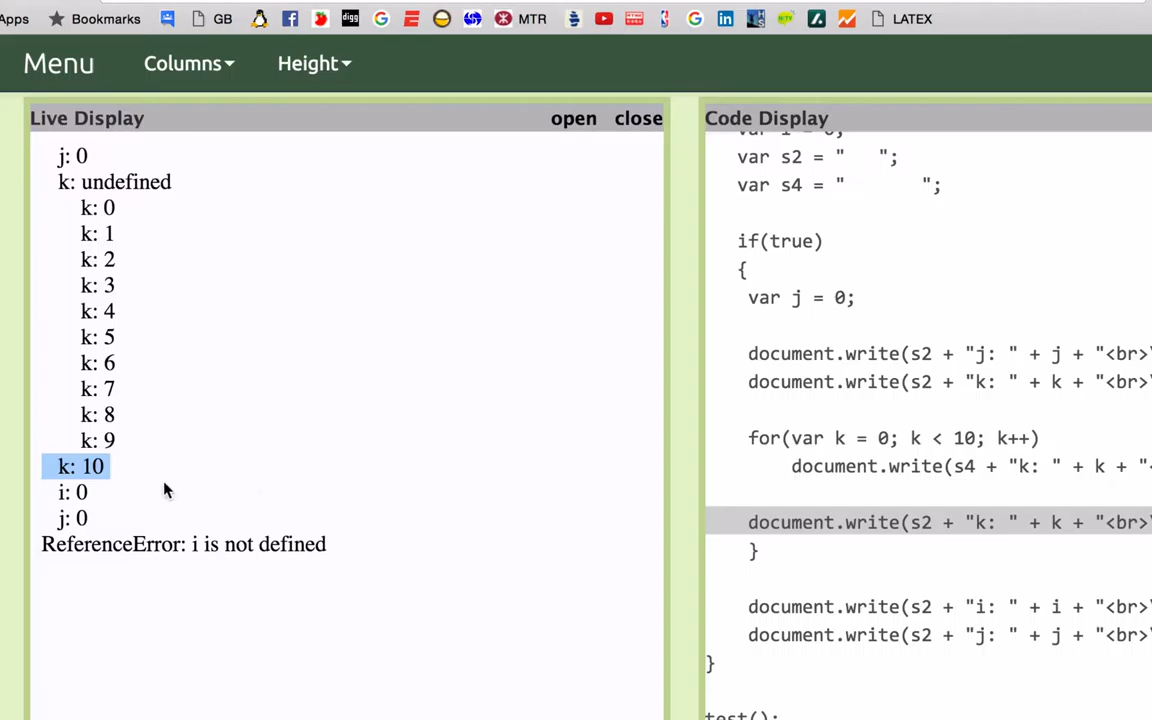 Apps Bookmarks GB digg MTR LATEX
Menu Columns Height
Live Display open close
j: 0
k: undefined
k: 0
k: 1
k: 2
k: 3
k: 4
k: 5
k: 6
k: 7
k: 8
k: 9
k: 10
i: 0
j: 0
ReferenceError: i is not defined
Code Display
var s2 = "   ";
var s4 = "       ";
if(true)
{
var j = 0;
document.write(s2 + "j: " + j + "<br>\
document.write(s2 + "k: " + k + "<br>\
for(var k = 0; k < 10; k++)
document.write(s4 + "k: " + k + "<
document.write(s2 + "k: " + k + "<br>\
}
document.write(s2 + "i: " + i + "<br>\
document.write(s2 + "j: " + j + "<br>\
}
test();